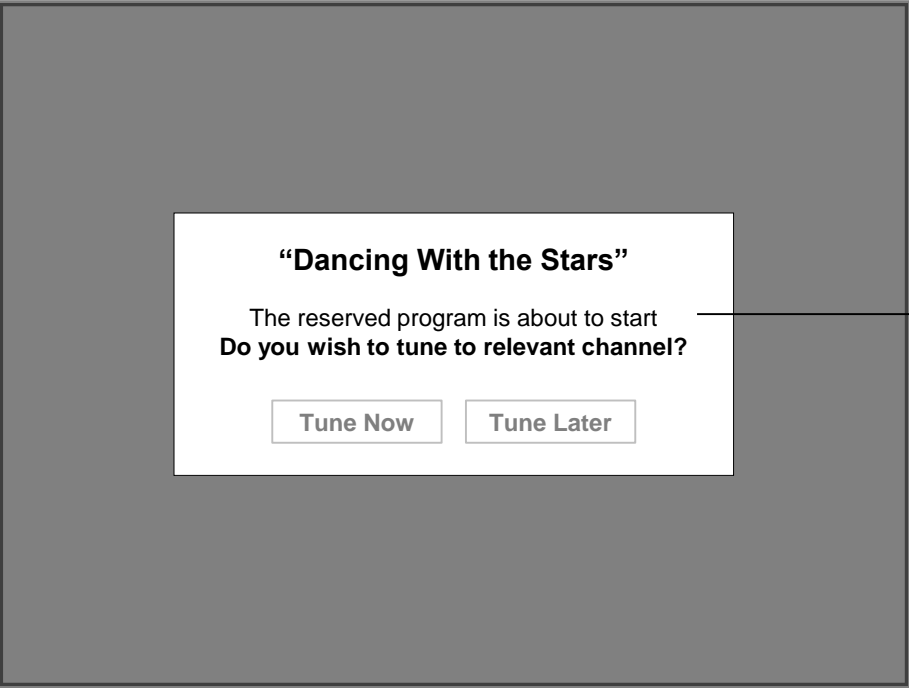 “Dancing With the Stars”
The reserved program is about to start
Do you wish to tune to relevant channel?
Tune Now
Tune Later